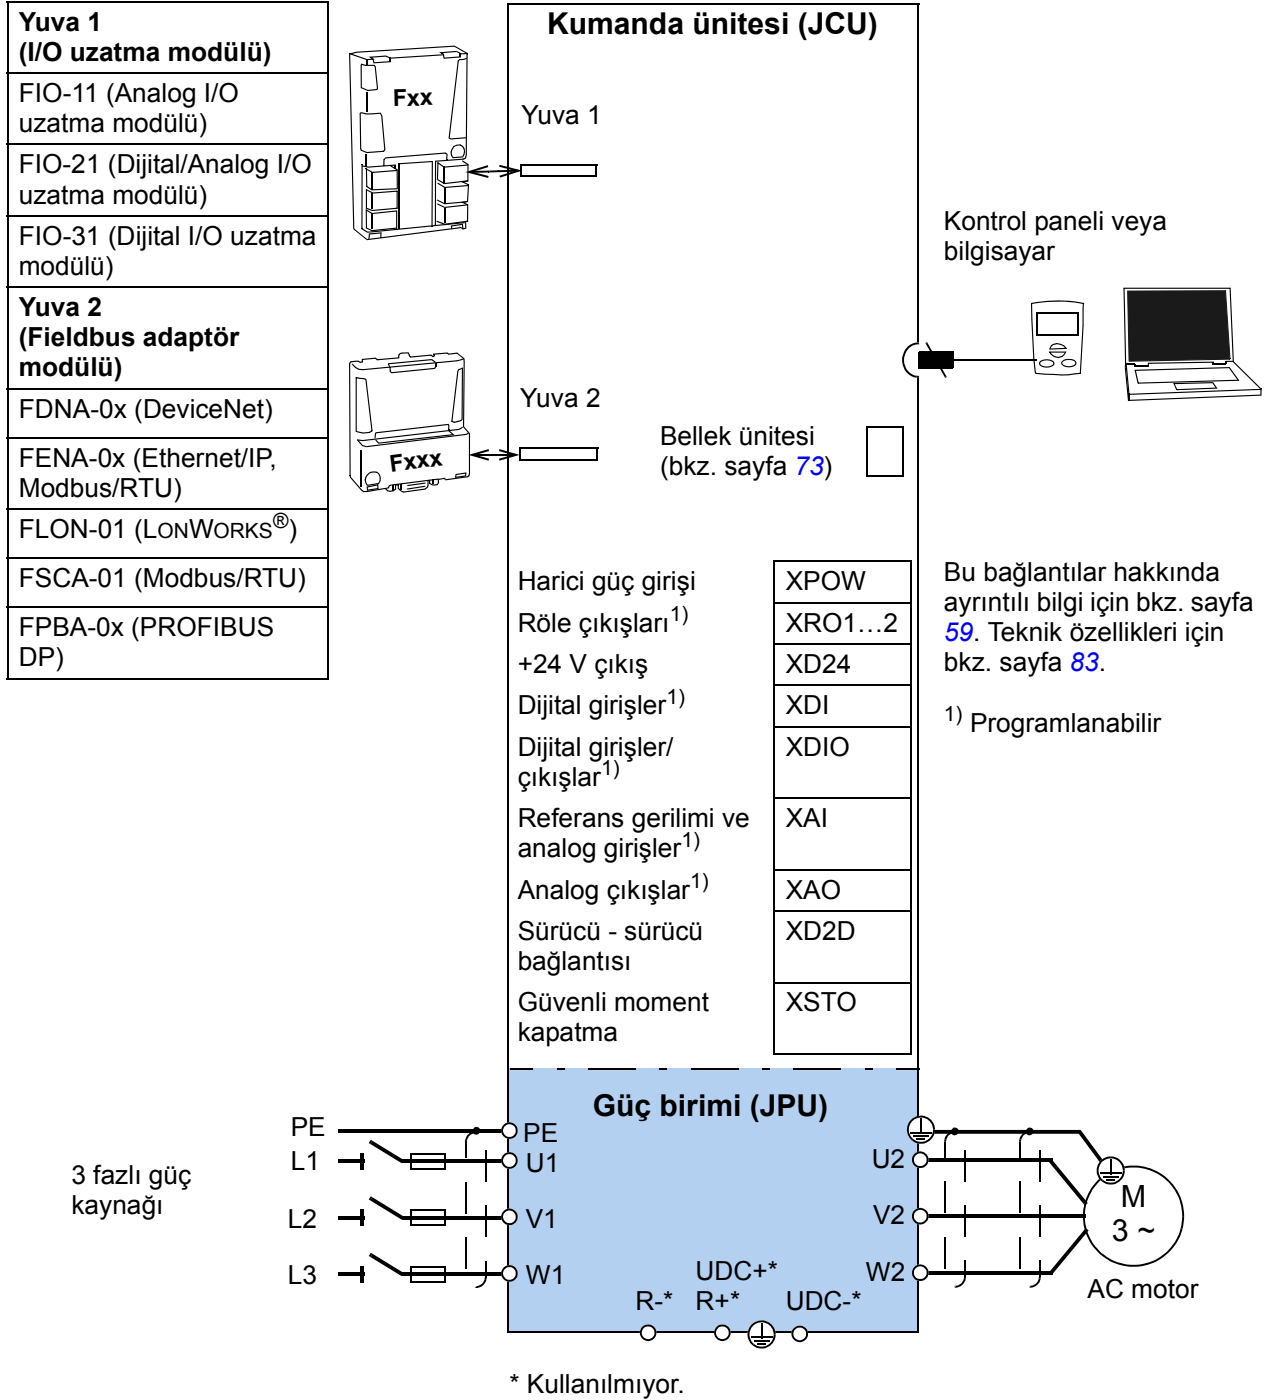 Yuva 1
(I/O uzatma modülü)
FIO-11 (Analog I/O
uzatma modülü)
FIO-21 (Dijital/Analog I/O
uzatma modülü)
FIO-31 (Dijital I/O uzatma
modülü)
Yuva 2
(Fieldbus adaptör
modülü)
FDNA-0x (DeviceNet)
FENA-0x (Ethernet/IP,
Modbus/RTU)
FLON-01 (LONWORKS®)
FSCA-01 (Modbus/RTU)
FPBA-0x (PROFIBUS
DP)
Fxx
Fxxx
Kumanda ünitesi (JCU)
Yuva 1
Yuva 2
Bellek ünitesi
(bkz. sayfa 73)
Kontrol paneli veya
bilgisayar
Harici güç girişi XPOW
Röle çıkışları1) XRO1…2
+24 V çıkış XD24
Dijital girişler1) XDI
Dijital girişler/ XDIO
çıkışlar1)
Referans gerilimi ve XAI
analog girişler1)
Analog çıkışlar1) XAO
Sürücü - sürücü XD2D
bağlantısı
Güvenli moment XSTO
kapatma
Bu bağlantılar hakkında
ayrıntılı bilgi için bkz. sayfa
59. Teknik özellikleri için
bkz. sayfa 83.
1) Programlanabilir
Güç birimi (JPU)
3 fazlı güç
kaynağı
PE PE
L1 U1 U2
L2 V1 V2
L3 W1 W2
M
3 ~
AC motor
UDC+*
R-* R+* UDC-*
* Kullanılmıyor.